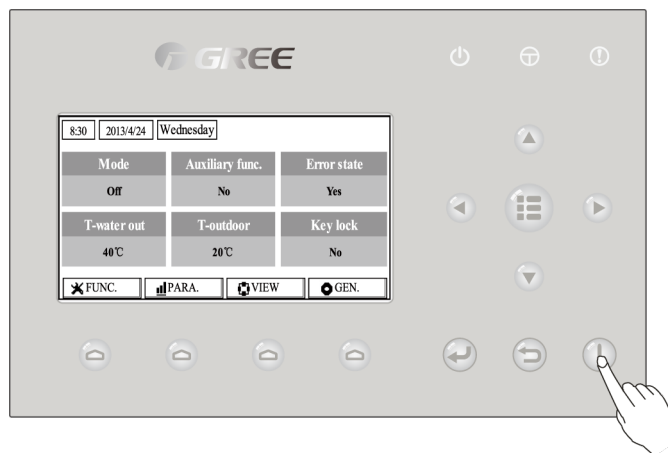 GREE
8:30 2013/4/24 Wednesday
Mode Auxiliary func. Error state
Off No Yes
T-water out T-outdoor Key lock
40℃ 20℃ No
FUNC. PARA. VIEW GEN.